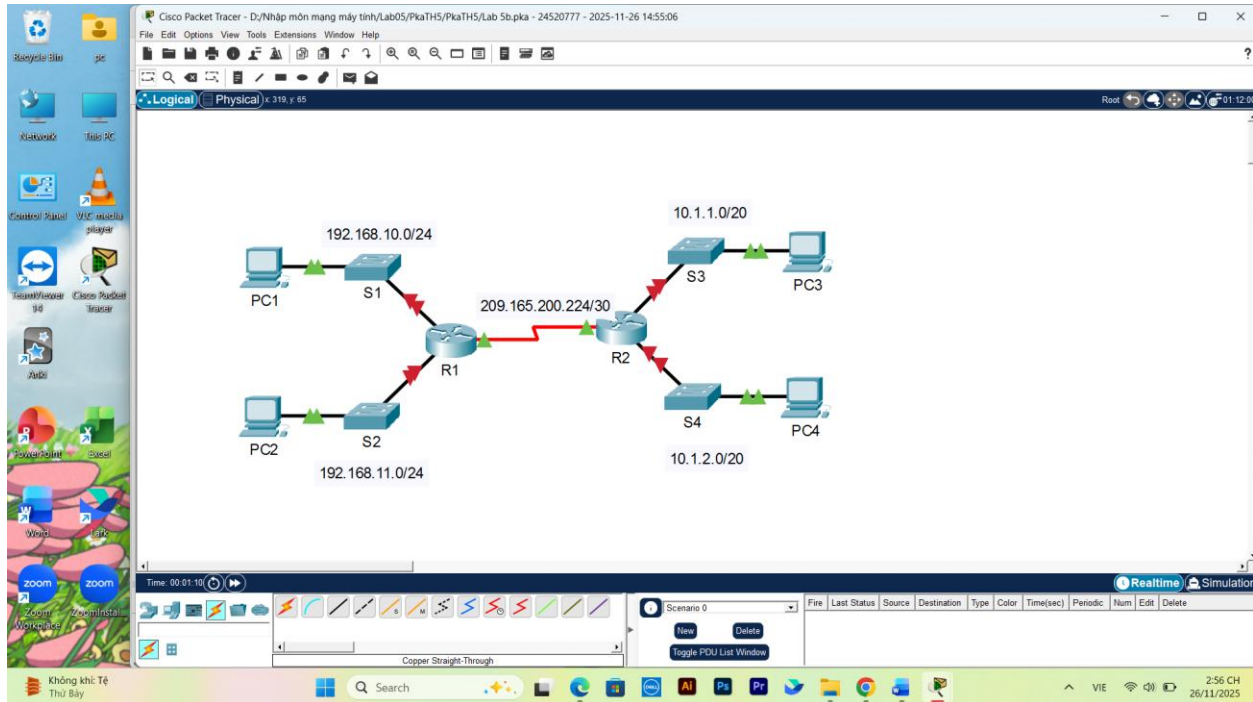 Cisco Packet Tracer - D:/Nhập môn mạng máy tính/Lab05/PkaTH5/PkaTH5/Lab 5b.pka - 24520777 - 2025-11-26 14:55:06
File Edit Options View Tools Extensions Window Help
?
Logical Physical x: 319, y: 65
Root 01:12:00
Recycle Bin
pc
Network
This PC
Control Panel
VLC media player
TeamViewer
Cisco Packet Tracer
Anki
PowerPoint
Excel
Word
Lark
Zoom Workplace
192.168.10.0/24
PC1
S1
10.1.1.0/20
S3
PC3
209.165.200.224/30
R1
R2
PC2
S2
192.168.11.0/24
S4
PC4
10.1.2.0/20
Time: 00:01:10
Realtime Simulation
Copper Straight-Through
Scenario 0
New Delete
Toggle PDU List Window
Fire Last Status Source Destination Type Color Time(sec) Periodic Num Edit Delete
Không khí: Tệ
Thứ Bảy
Search
DELL
Ai Ps Pr
VIE
2:56 CH
26/11/2025